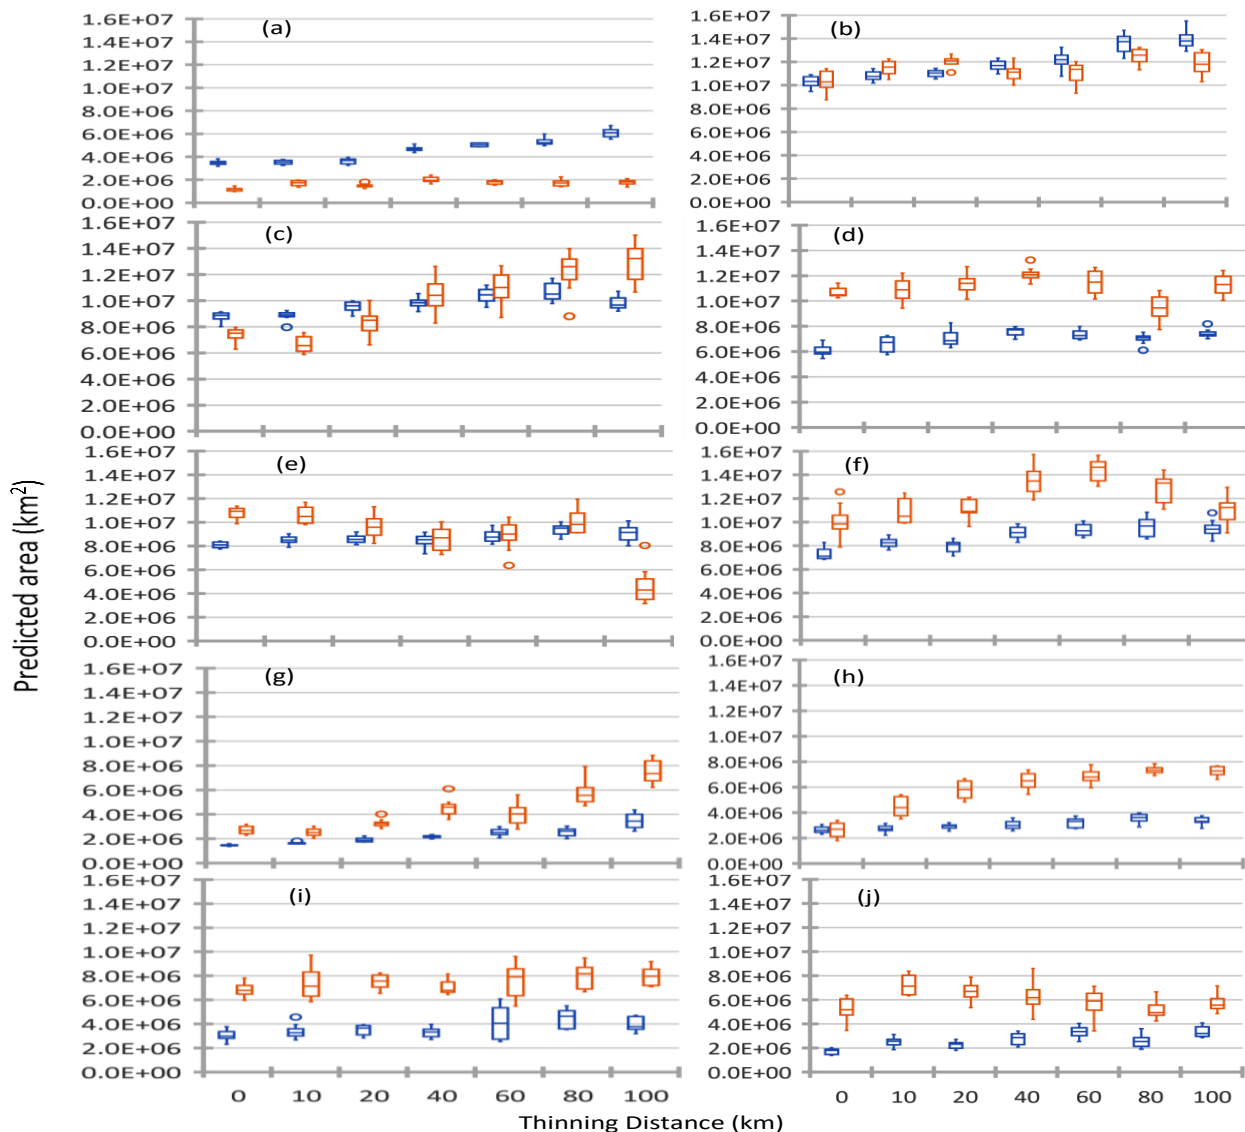 (a)
1.6E+07
1.4E+07
1.2E+07
1.0E+07
8.0E+06
6.0E+06
4.0E+06
2.0E+06
0.0E+00
(b)
1.6E+07
1.4E+07
1.2E+07
1.0E+07
8.0E+06
6.0E+06
4.0E+06
2.0E+06
0.0E+00
(c)
1.6E+07
1.4E+07
1.2E+07
1.0E+07
8.0E+06
6.0E+06
4.0E+06
2.0E+06
0.0E+00
(d)
1.6E+07
1.4E+07
1.2E+07
1.0E+07
8.0E+06
6.0E+06
4.0E+06
2.0E+06
0.0E+00
(e)
1.6E+07
1.4E+07
1.2E+07
1.0E+07
8.0E+06
6.0E+06
4.0E+06
2.0E+06
0.0E+00
(f)
1.6E+07
1.4E+07
1.2E+07
1.0E+07
8.0E+06
6.0E+06
4.0E+06
2.0E+06
0.0E+00
(g)
1.6E+07
1.4E+07
1.2E+07
1.0E+07
8.0E+06
6.0E+06
4.0E+06
2.0E+06
0.0E+00
(h)
1.6E+07
1.4E+07
1.2E+07
1.0E+07
8.0E+06
6.0E+06
4.0E+06
2.0E+06
0.0E+00
(i)
1.6E+07
1.4E+07
1.2E+07
1.0E+07
8.0E+06
6.0E+06
4.0E+06
2.0E+06
0.0E+00
0 10 20 40 60 80 100
(j)
1.6E+07
1.4E+07
1.2E+07
1.0E+07
8.0E+06
6.0E+06
4.0E+06
2.0E+06
0.0E+00
0 10 20 40 60 80 100
Predicted area (km²)
Thinning Distance (km)